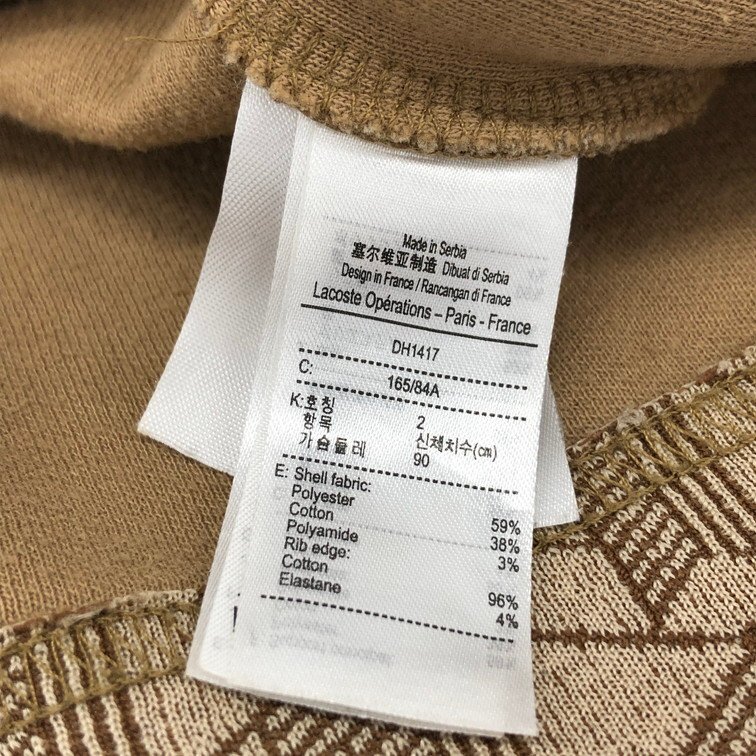 Made in Serbia
塞尔维亚制造 Dibuat di Serbia
Design in France / Rancangan di France
Lacoste Opérations – Paris - France
DH1417
C: 165/84A
K: 호칭 2
항목 신체치수(cm)
가슴둘레 90
E: Shell fabric:
Polyester 59%
Cotton 38%
Polyamide 3%
Rib edge:
Cotton 96%
Elastane 4%